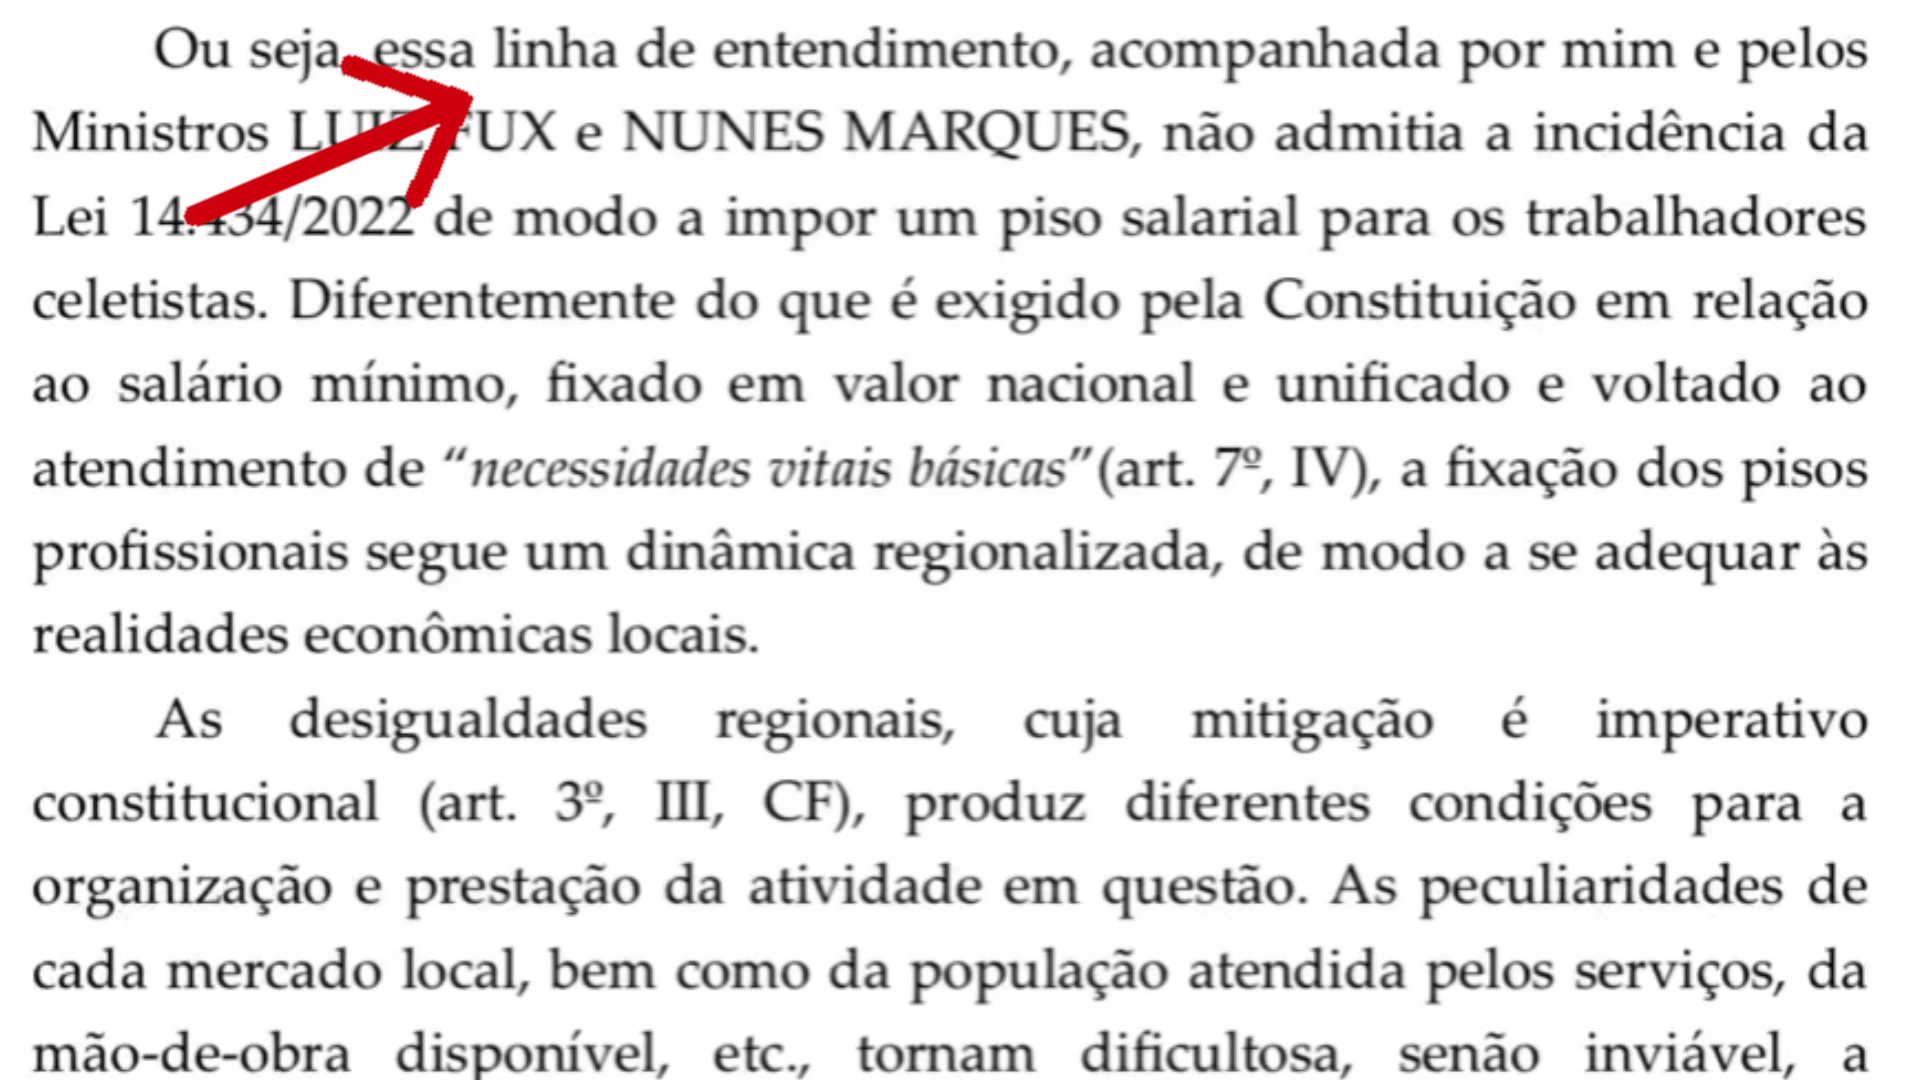 Ou seja, essa linha de entendimento, acompanhada por mim e pelos
Ministros LUIZ FUX e NUNES MARQUES, não admitia a incidência da
Lei 14.434/2022 de modo a impor um piso salarial para os trabalhadores
celetistas. Diferentemente do que é exigido pela Constituição em relação
ao salário mínimo, fixado em valor nacional e unificado e voltado ao
atendimento de “necessidades vitais básicas”(art. 7º, IV), a fixação dos pisos
profissionais segue um dinâmica regionalizada, de modo a se adequar às
realidades econômicas locais.
As desigualdades regionais, cuja mitigação é imperativo
constitucional (art. 3º, III, CF), produz diferentes condições para a
organização e prestação da atividade em questão. As peculiaridades de
cada mercado local, bem como da população atendida pelos serviços, da
mão-de-obra disponível, etc., tornam dificultosa, senão inviável, a